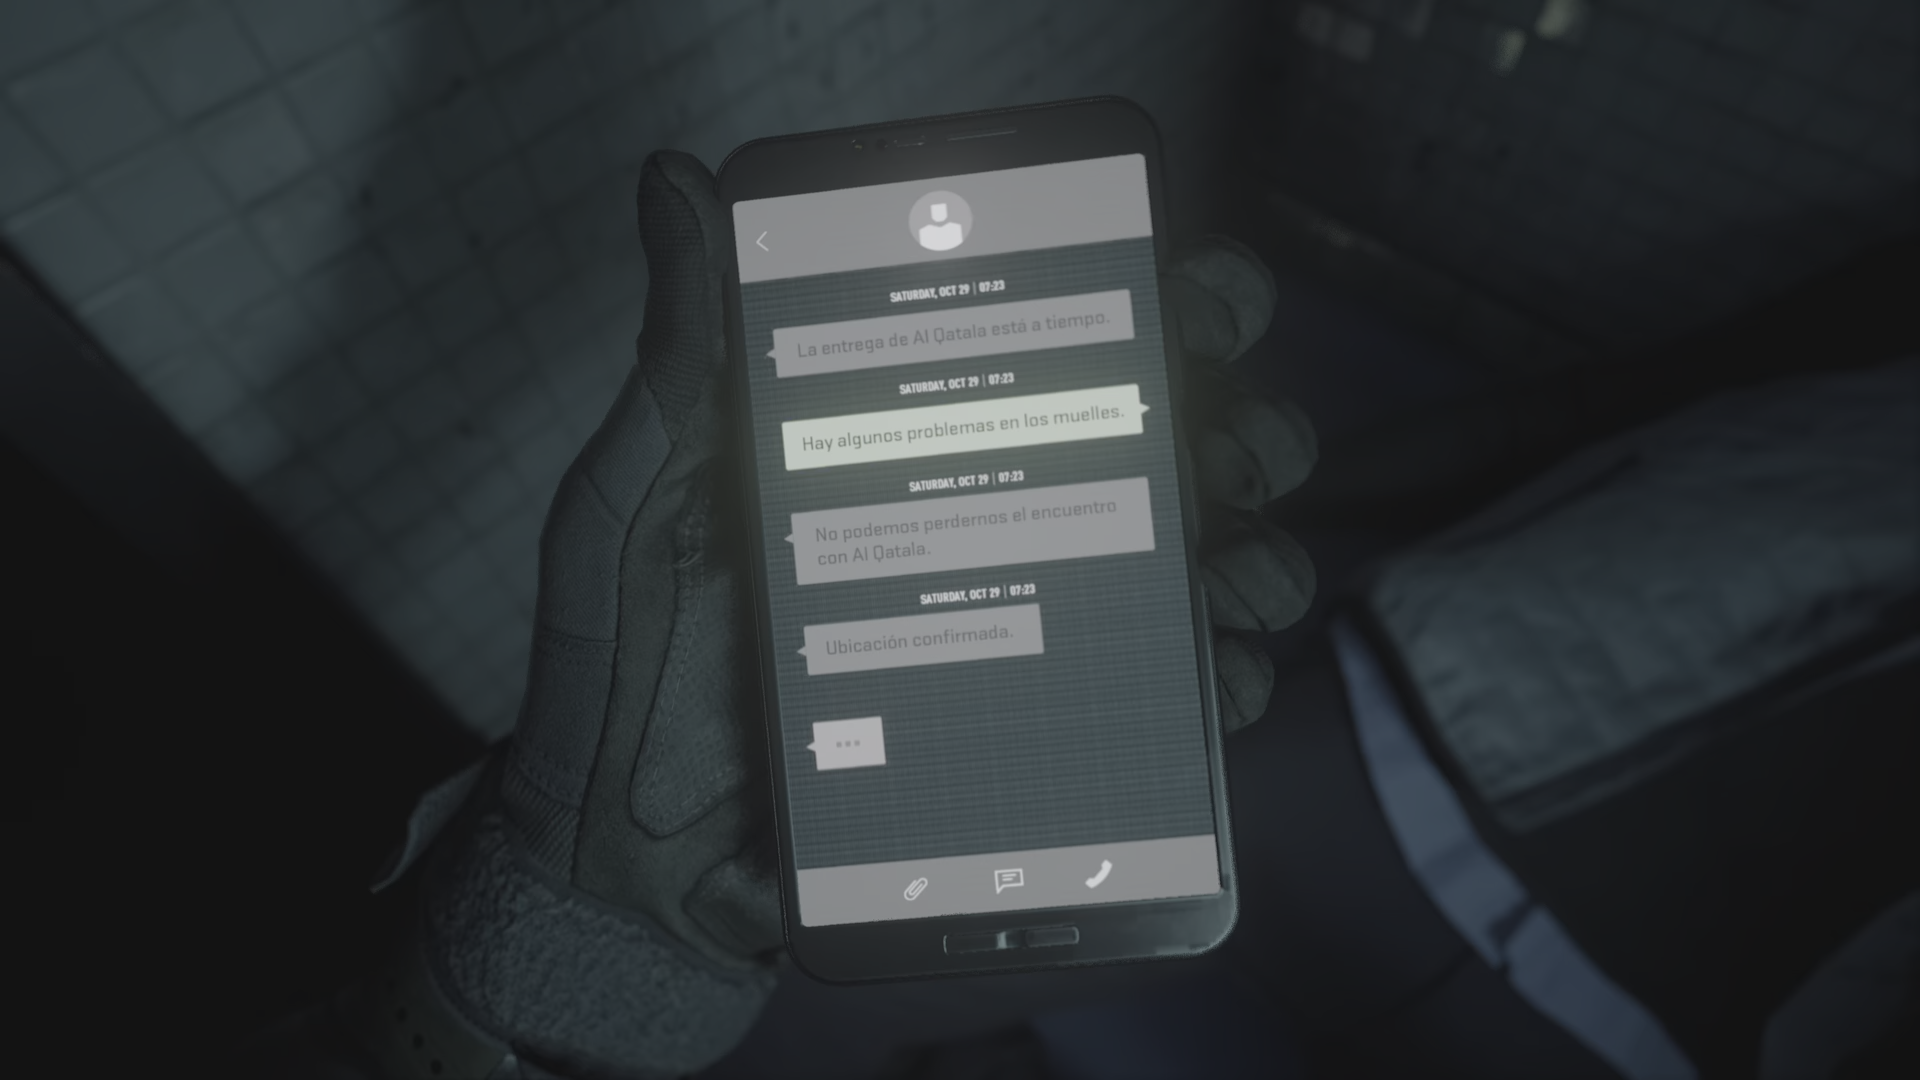 SATURDAY, OCT 29 | 07:23
La entrega de Al Qatala está a tiempo.
SATURDAY, OCT 29 | 07:23
Hay algunos problemas en los muelles.
SATURDAY, OCT 29 | 07:23
No podemos perdernos el encuentro
con Al Qatala.
SATURDAY, OCT 29 | 07:23
Ubicación confirmada.
...